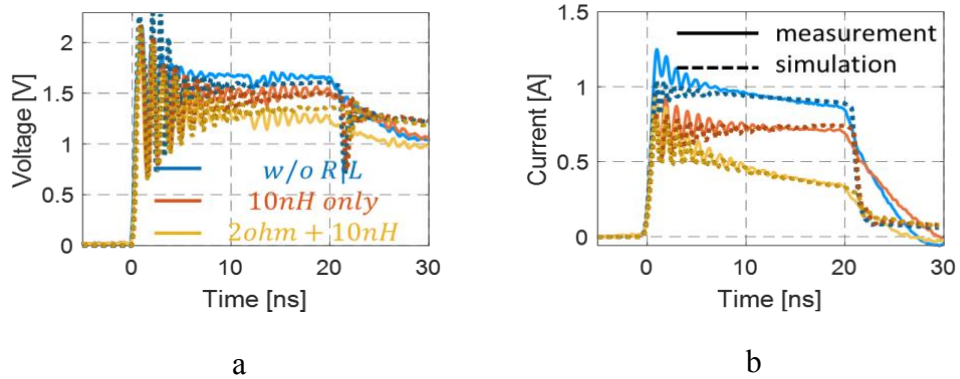 2
1.5
1
0.5
0
Voltage [V]
w/o R|L
10nH only
2ohm + 10nH
0 10 20 30
Time [ns]
a
1.5
1
0.5
0
Current [A]
measurement
simulation
0 10 20 30
Time [ns]
b